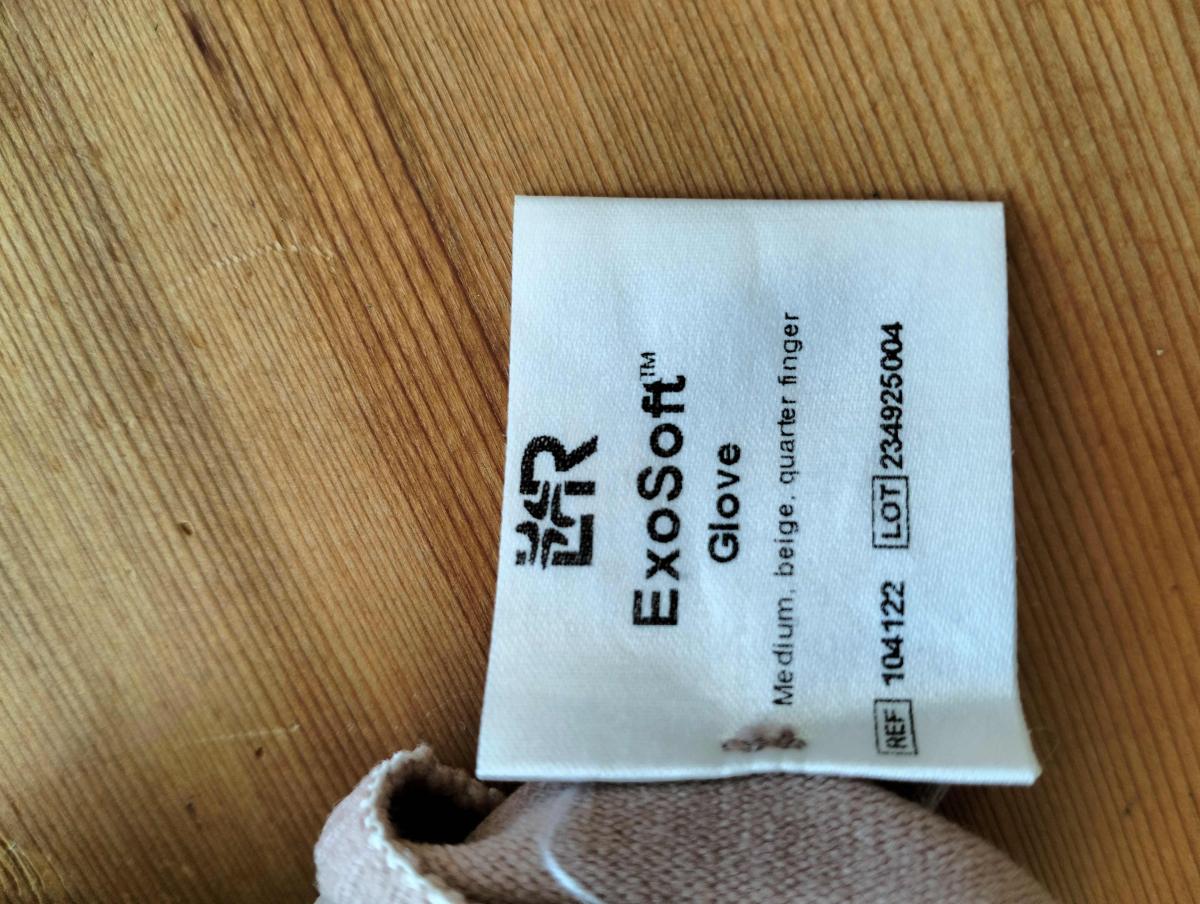 L&R
ExoSoft™
Glove
Medium, beige, quarter finger
REF 104122 LOT 234925004